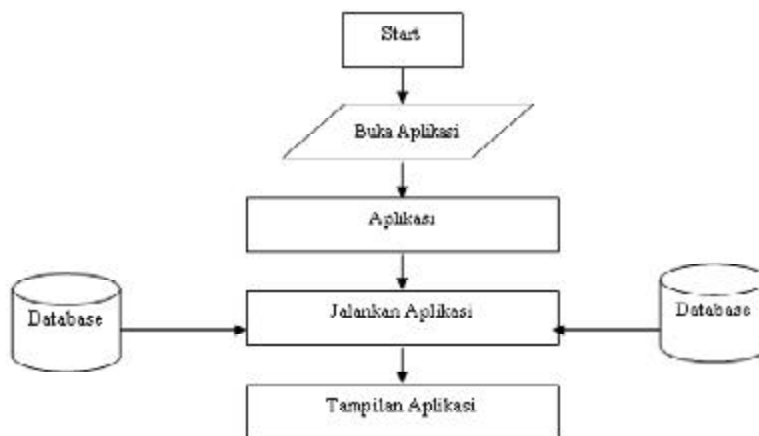 Start
Buka Aplikasi
Aplikasi
Database
Jalankan Aplikasi
Database
Tampilan Aplikasi